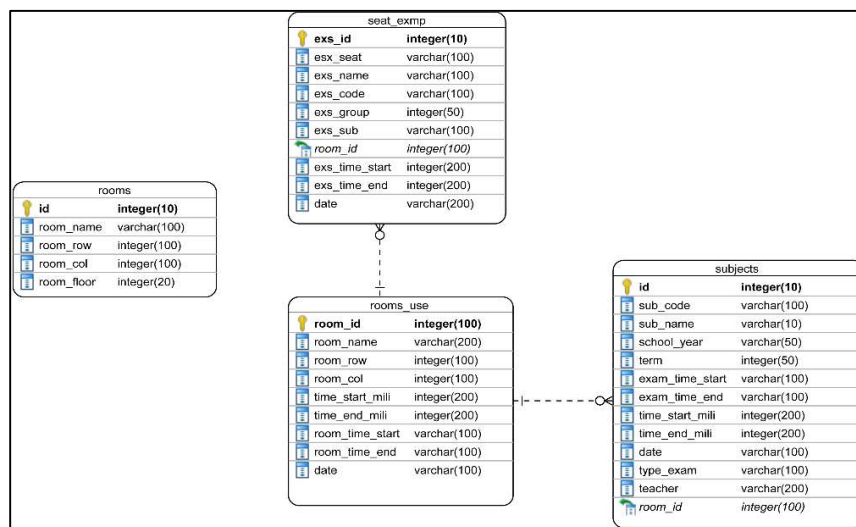 seat_exmp
exs_id integer(10)
esx_seat varchar(100)
exs_name varchar(100)
exs_code varchar(100)
exs_group integer(50)
exs_sub varchar(100)
room_id integer(100)
exs_time_start integer(200)
exs_time_end integer(200)
date varchar(200)
rooms
id integer(10)
room_name varchar(100)
room_row integer(100)
room_col integer(100)
room_floor integer(20)
rooms_use
room_id integer(100)
room_name varchar(200)
room_row integer(100)
room_col integer(100)
time_start_mili integer(200)
time_end_mili integer(200)
room_time_start varchar(100)
room_time_end varchar(100)
date varchar(100)
subjects
id integer(10)
sub_code varchar(100)
sub_name varchar(10)
school_year varchar(50)
term integer(50)
exam_time_start varchar(100)
exam_time_end varchar(100)
time_start_mili integer(200)
time_end_mili integer(200)
date varchar(100)
type_exam varchar(100)
teacher varchar(200)
room_id integer(100)